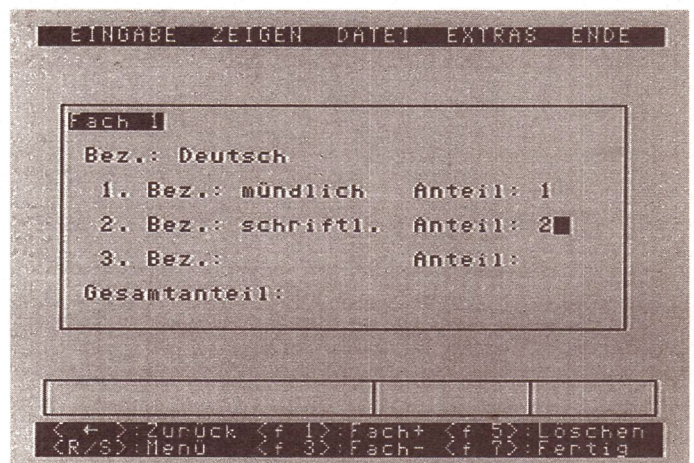 EINGABE ZEIGEN DATEI EXTRAS ENDE
Fach 1
Bez.: Deutsch
1. Bez.: mündlich Anteil: 1
2. Bez.: schriftl. Anteil: 2
3. Bez.: Anteil:
Gesamtanteil:
< ← >:Zurück <f 1>:Fach+ <f 5>:Löschen
<R/S>:Menü <f 3>:Fach- <f 7>:Fertig